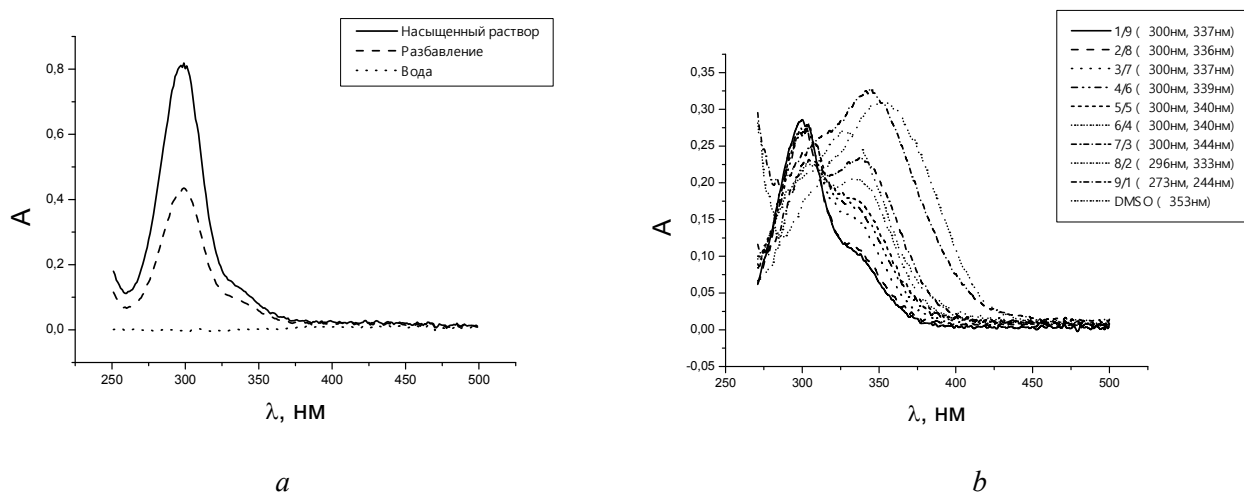 Насыщенный раствор
Разбавление
Вода
0,8
0,6
0,4
0,2
0,0
A
250 300 350 400 450 500
λ, нм
a
1/9 ( 300нм, 337нм)
2/8 ( 300нм, 336нм)
3/7 ( 300нм, 337нм)
4/6 ( 300нм, 339нм)
5/5 ( 300нм, 340нм)
6/4 ( 300нм, 340нм)
7/3 ( 300нм, 344нм)
8/2 ( 296нм, 333нм)
9/1 ( 273нм, 244нм)
DMSO ( 353нм)
0,35
0,30
0,25
0,20
0,15
0,10
0,05
0,00
-0,05
A
250 300 350 400 450 500
λ, нм
b